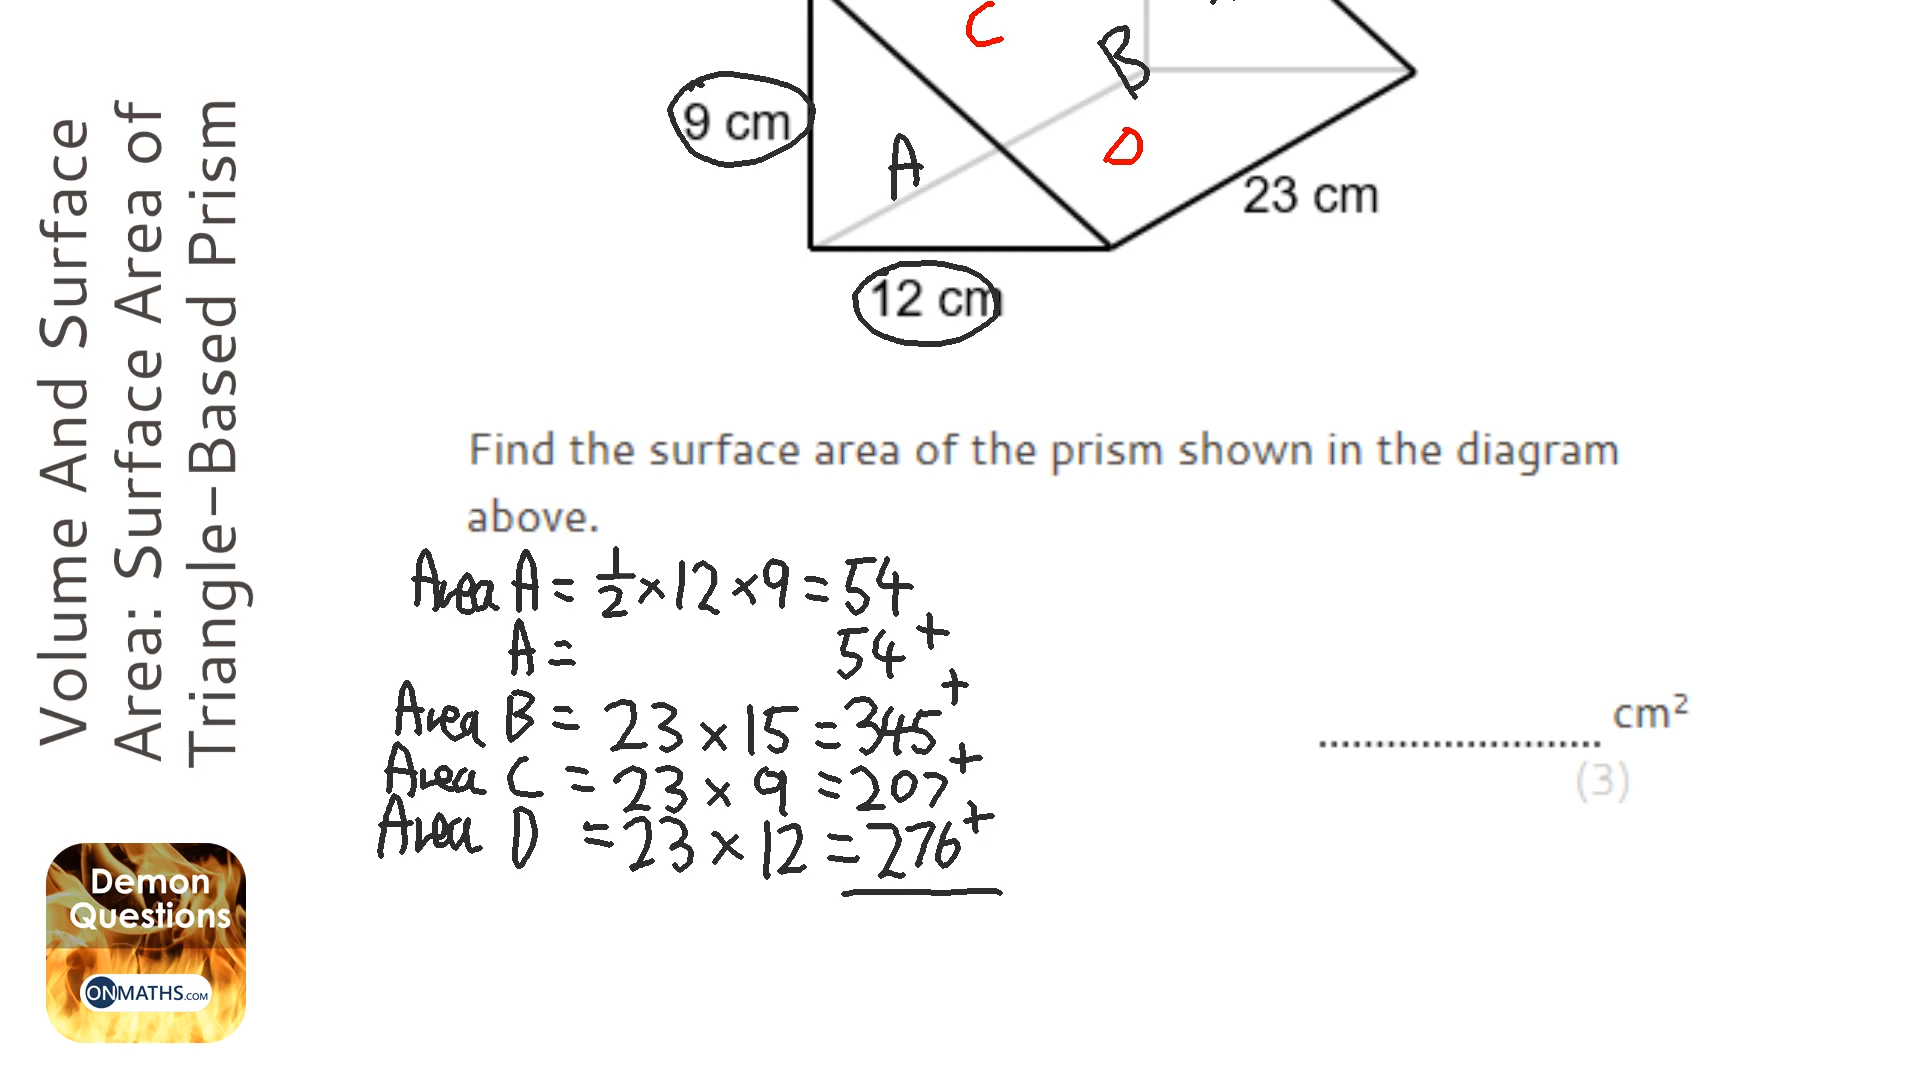 C
B
9 cm
A
D
23 cm
12 cm
Volume And Surface
Area: Surface Area of
Triangle-Based Prism
Find the surface area of the prism shown in the diagram
above.
Area A = 1/2 × 12 × 9 = 54
A = 54 +
+
Area B = 23 × 15 = 345
Area C = 23 × 9 = 207 +
Area D = 23 × 12 = 276 +
cm²
(3)
Demon
Questions
ONMATHS.COM